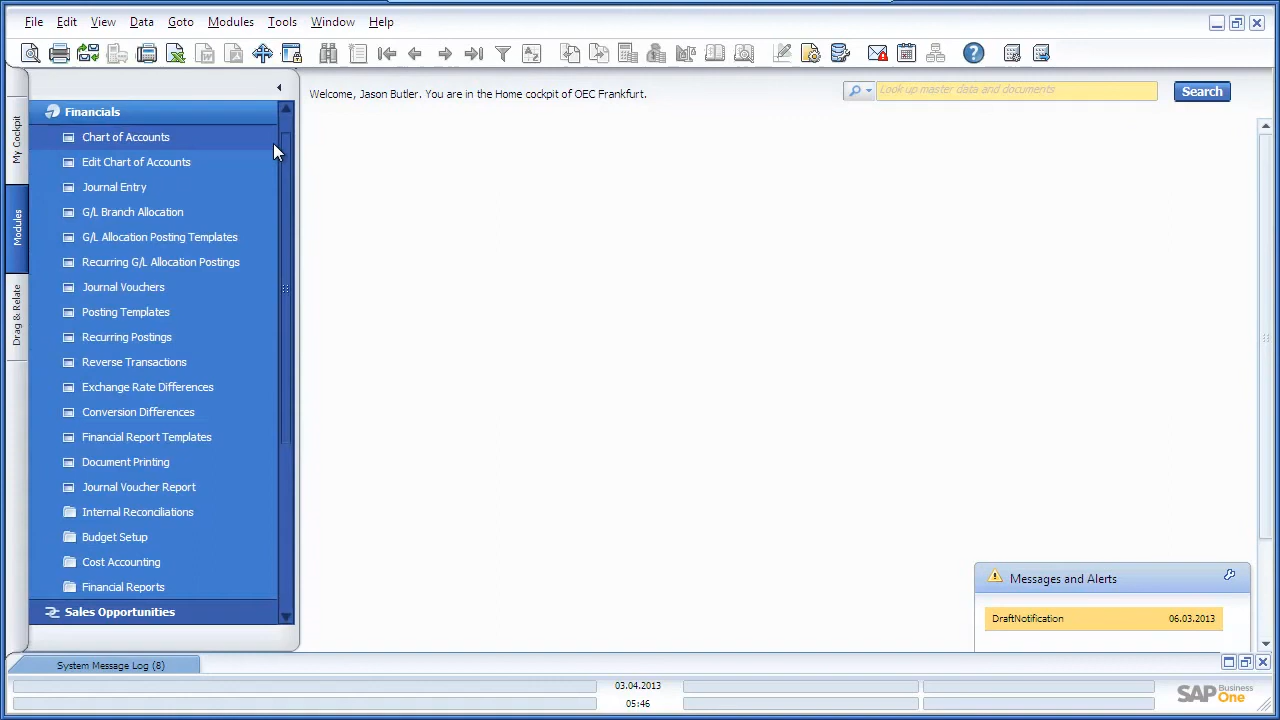 File Edit View Data Goto Modules Tools Window Help
Welcome, Jason Butler. You are in the Homecockpit of OEC Frankfurt.
Look up master data and documents
Search
My Cockpit
Modules
Drag & Relate
Financials
Chart of Accounts
Edit Chart of Accounts
Journal Entry
G/L Branch Allocation
G/L Allocation Posting Templates
Recurring G/L Allocation Postings
Journal Vouchers
Posting Templates
Recurring Postings
Reverse Transactions
Exchange Rate Differences
Conversion Differences
Financial Report Templates
Document Printing
Journal Voucher Report
Internal Reconciliations
Budget Setup
Cost Accounting
Financial Reports
Sales Opportunities
Messages and Alerts
DraftNotification 06.03.2013
System Message Log (8)
03.04.2013
05:46
SAP Business One